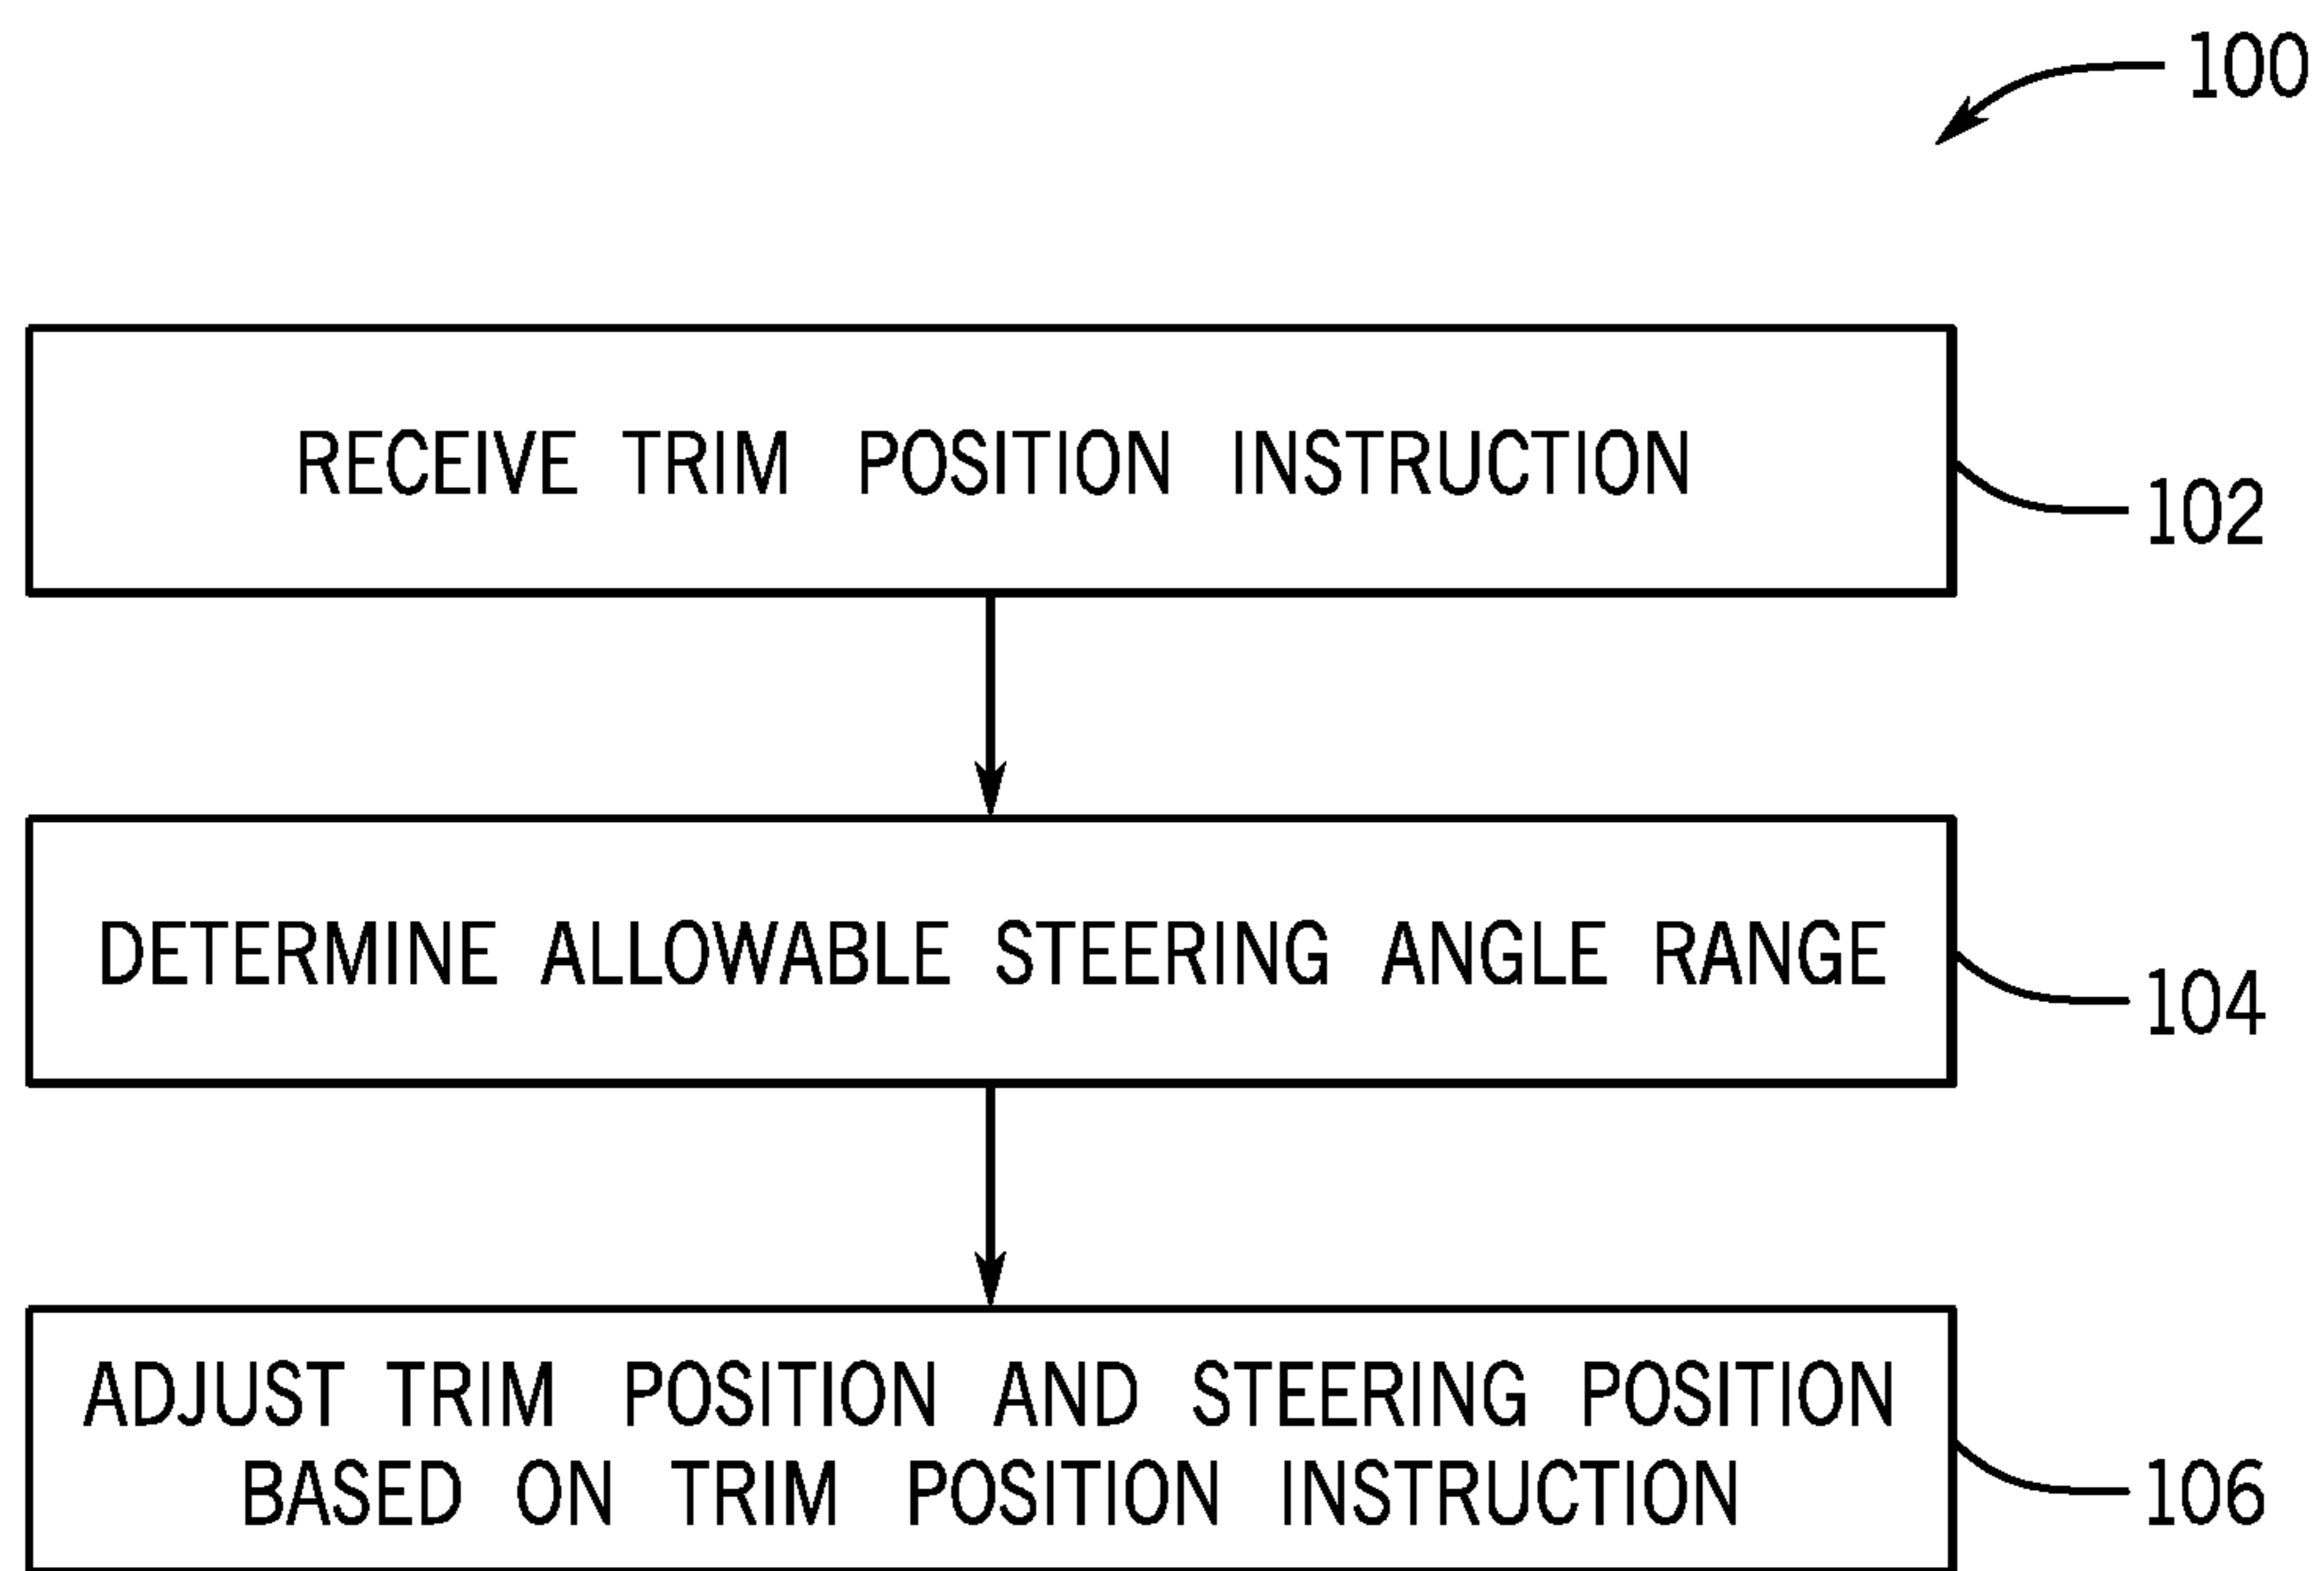 100
RECEIVE TRIM POSITION INSTRUCTION
102
DETERMINE ALLOWABLE STEERING ANGLE RANGE
104
ADJUST TRIM POSITION AND STEERING POSITION
BASED ON TRIM POSITION INSTRUCTION
106